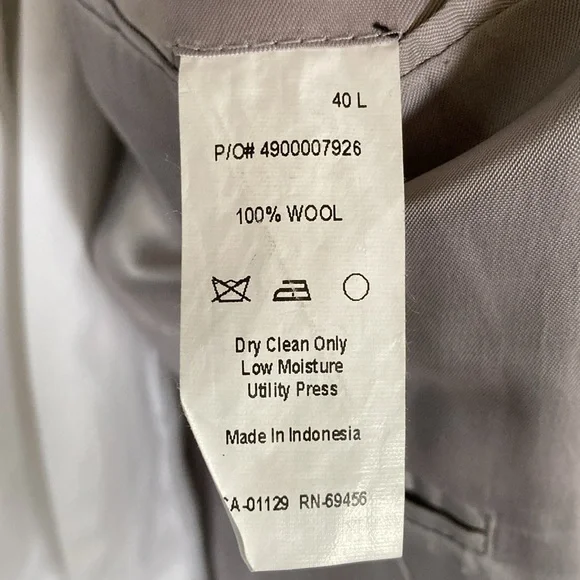 40 L
P/O# 4900007926
100% WOOL
Dry Clean Only
Low Moisture
Utility Press
Made In Indonesia
CA-01129 RN-69456